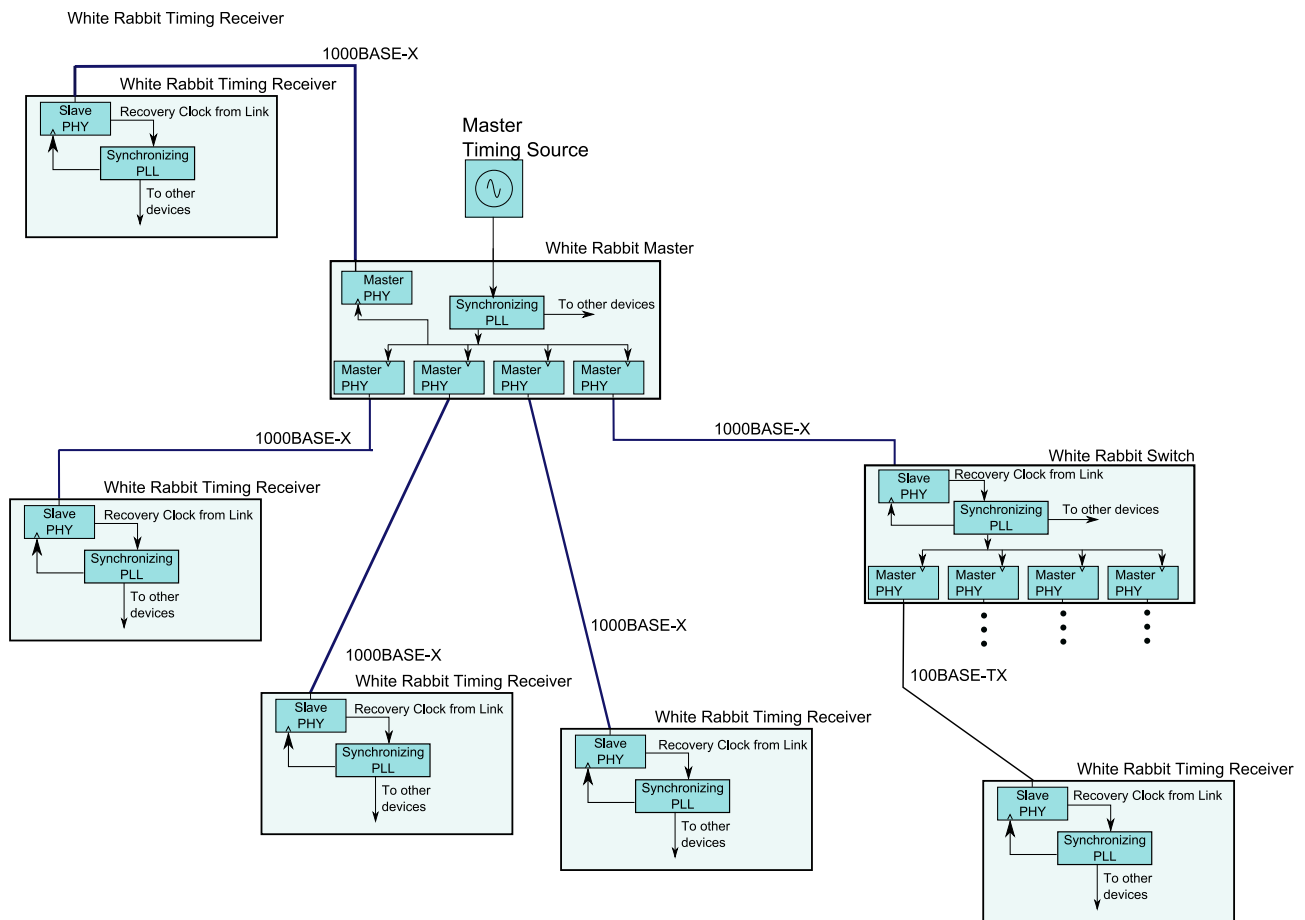 White Rabbit Timing Receiver
1000BASE-X
White Rabbit Timing Receiver
Slave
PHY
Recovery Clock from Link
Synchronizing
PLL
To other
devices
Master
Timing Source
White Rabbit Master
Master
PHY
Synchronizing
PLL
To other devices
Master
PHY
Master
PHY
Master
PHY
Master
PHY
1000BASE-X
1000BASE-X
White Rabbit Switch
Slave
PHY
Recovery Clock from Link
Synchronizing
PLL
To other devices
Master
PHY
Master
PHY
Master
PHY
Master
PHY
White Rabbit Timing Receiver
Slave
PHY
Recovery Clock from Link
Synchronizing
PLL
To other
devices
1000BASE-X
1000BASE-X
White Rabbit Timing Receiver
Slave
PHY
Recovery Clock from Link
Synchronizing
PLL
To other
devices
White Rabbit Timing Receiver
Slave
PHY
Recovery Clock from Link
Synchronizing
PLL
To other
devices
100BASE-TX
White Rabbit Timing Receiver
Slave
PHY
Recovery Clock from Link
Synchronizing
PLL
To other
devices